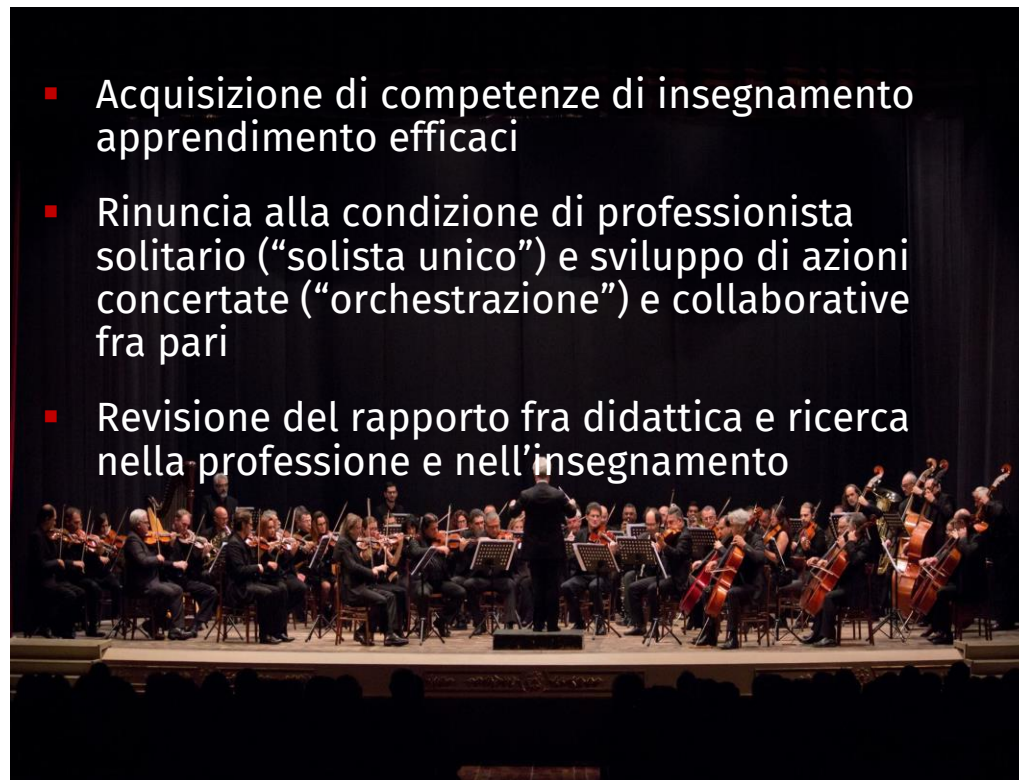 ▪ Acquisizione di competenze di insegnamento
apprendimento efficaci
▪ Rinuncia alla condizione di professionista
solitario (“solista unico”) e sviluppo di azioni
concertate (“orchestrazione”) e collaborative
fra pari
▪ Revisione del rapporto fra didattica e ricerca
nella professione e nell’insegnamento